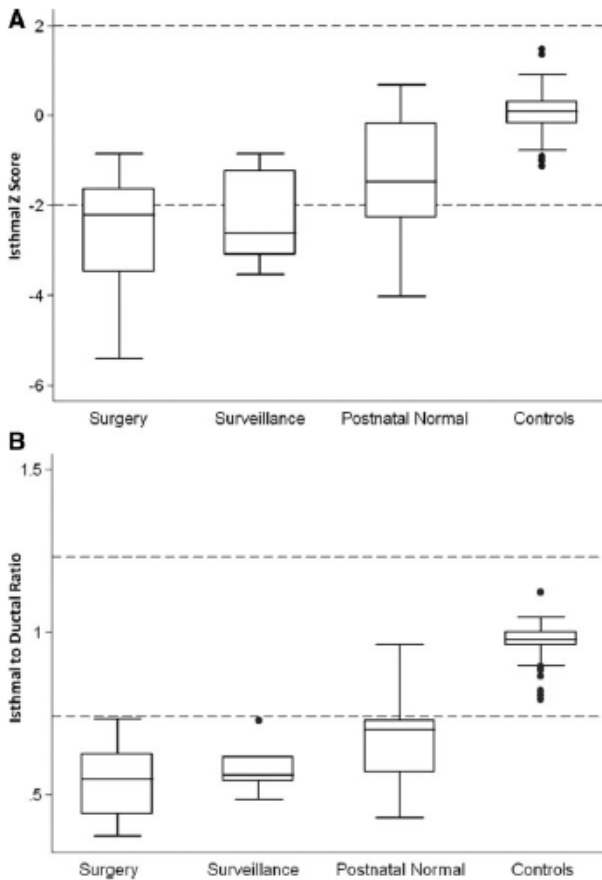 A
2
0
-2
-4
-6
Isthmal Z Score
Surgery Surveillance Postnatal Normal Controls
B
1.5
1
.5
Isthmal to Ductal Ratio
Surgery Surveillance Postnatal Normal Controls